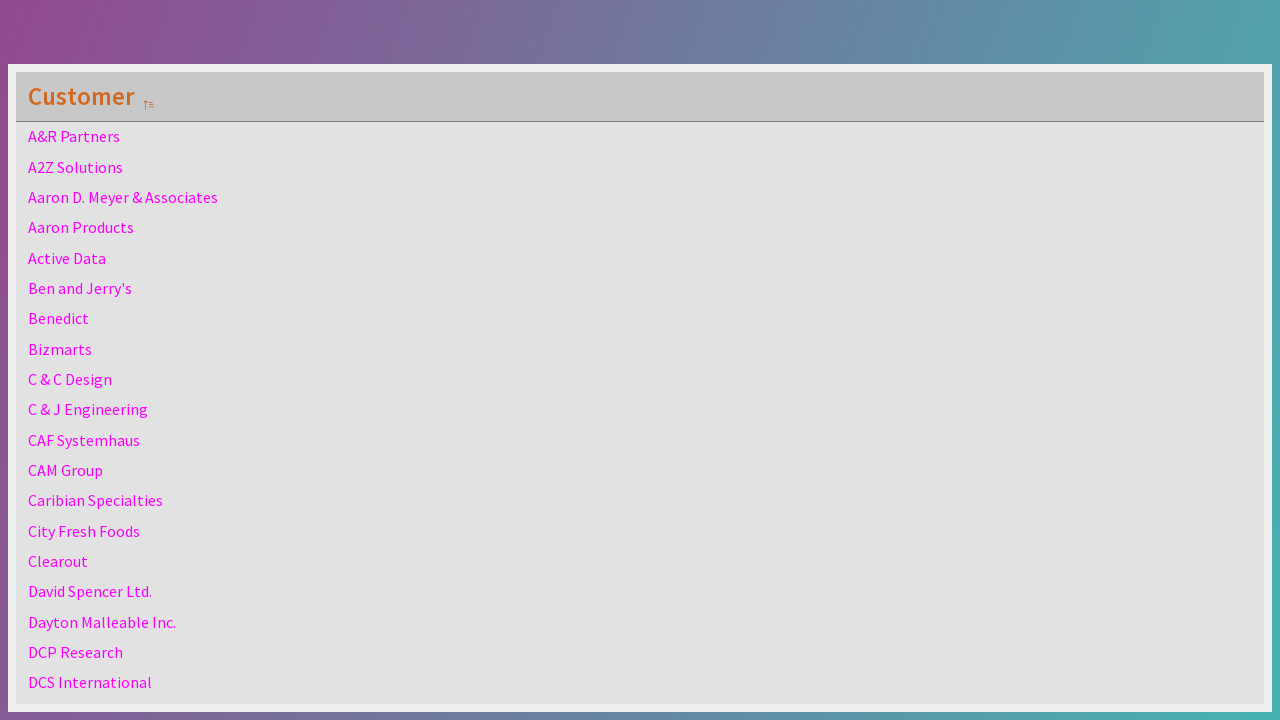 Customer
A&R Partners
A2Z Solutions
Aaron D. Meyer & Associates
Aaron Products
Active Data
Ben and Jerry's
Benedict
Bizmarts
C & C Design
C & J Engineering
CAF Systemhaus
CAM Group
Caribian Specialties
City Fresh Foods
Clearout
David Spencer Ltd.
Dayton Malleable Inc.
DCP Research
DCS International